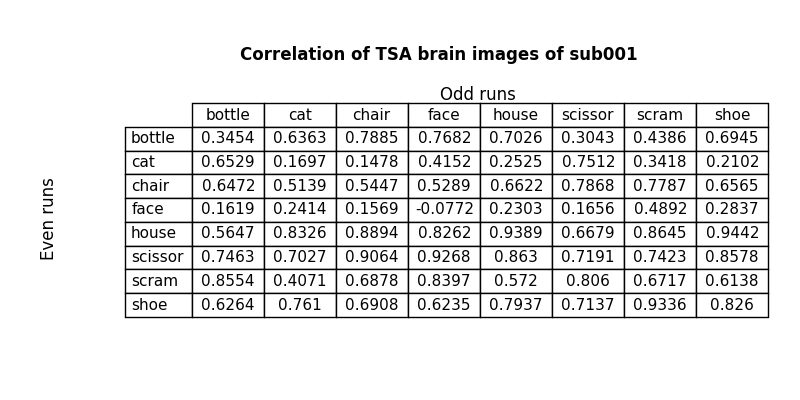 Correlation of TSA brain images of sub001
Odd runs
bottle cat chair face house scissor scram shoe
bottle 0.3454 0.6363 0.7885 0.7682 0.7026 0.3043 0.4386 0.6945
cat 0.6529 0.1697 0.1478 0.4152 0.2525 0.7512 0.3418 0.2102
chair 0.6472 0.5139 0.5447 0.5289 0.6622 0.7868 0.7787 0.6565
face 0.1619 0.2414 0.1569 -0.0772 0.2303 0.1656 0.4892 0.2837
house 0.5647 0.8326 0.8894 0.8262 0.9389 0.6679 0.8645 0.9442
scissor 0.7463 0.7027 0.9064 0.9268 0.863 0.7191 0.7423 0.8578
scram 0.8554 0.4071 0.6878 0.8397 0.572 0.806 0.6717 0.6138
shoe 0.6264 0.761 0.6908 0.6235 0.7937 0.7137 0.9336 0.826
Even runs